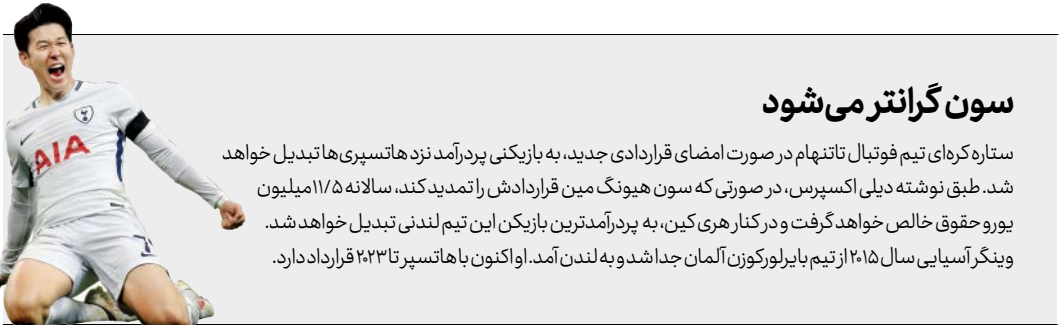 سون گرانتر می‌شود
ستاره کره‌ای تیم فوتبال تاتنهام در صورت امضای قراردادی جدید، به بازیکنی پردرآمد نزد هاتسپری‌ها تبدیل خواهد
شد. طبق نوشته دیلی اکسپرس، در صورتی که سون هیونگ مین قراردادش را تمدید کند، سالانه ۱۱/۵ میلیون
یورو حقوق خالص خواهد گرفت و در کنار هری کین، به پردرآمدترین بازیکن این تیم لندنی تبدیل خواهد شد.
وینگر آسیایی سال ۲۰۱۵ از تیم بایرلورکوزن آلمان جدا شد و به لندن آمد. او اکنون با هاتسپر تا ۲۰۲۳ قرارداد دارد.
AIA
7